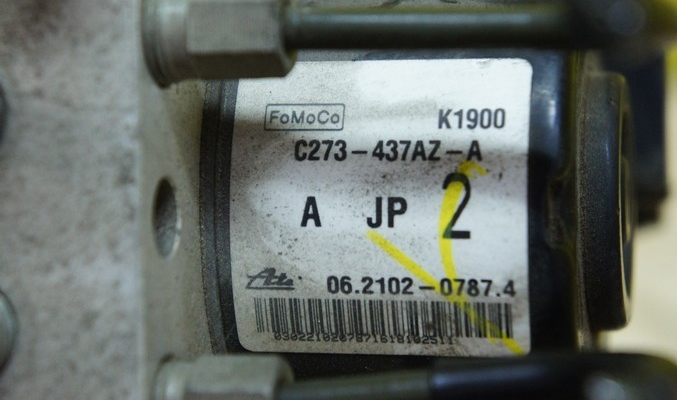 FoMoCo K1900
C273-437AZ-A
A JP 2
Ate 06.2102-0787.4